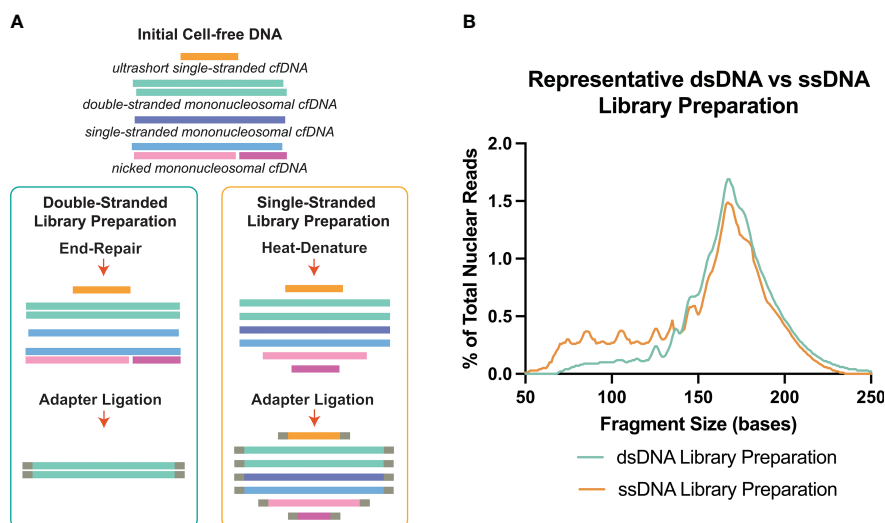 A
Initial Cell-free DNA
ultrashort single-stranded cfDNA
double-stranded mononucleosomal cfDNA
single-stranded mononucleosomal cfDNA
nicked mononucleosomal cfDNA
Double-Stranded
Library Preparation
End-Repair
Adapter Ligation
Single-Stranded
Library Preparation
Heat-Denature
Adapter Ligation
B
Representative dsDNA vs ssDNA
Library Preparation
% of Total Nuclear Reads
2.0
1.5
1.0
0.5
0.0
50
100
150
200
250
Fragment Size (bases)
dsDNA Library Preparation
ssDNA Library Preparation